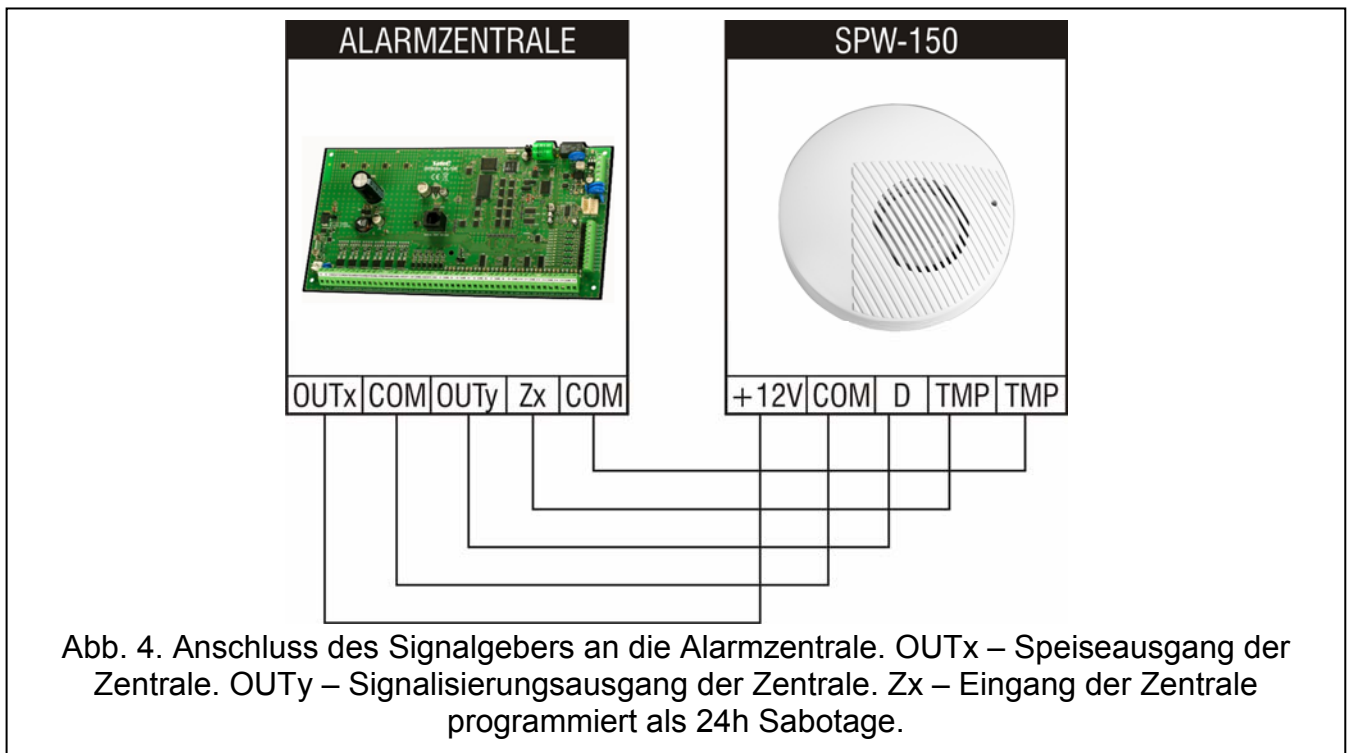 ALARMZENTRALE
SPW-150
Satel
OUTx COM OUTy Zx COM
+12V COM D TMP TMP
Abb. 4. Anschluss des Signalgebers an die Alarmzentrale. OUTx – Speiseausgang der
Zentrale. OUTy – Signalisierungsausgang der Zentrale. Zx – Eingang der Zentrale
programmiert als 24h Sabotage.